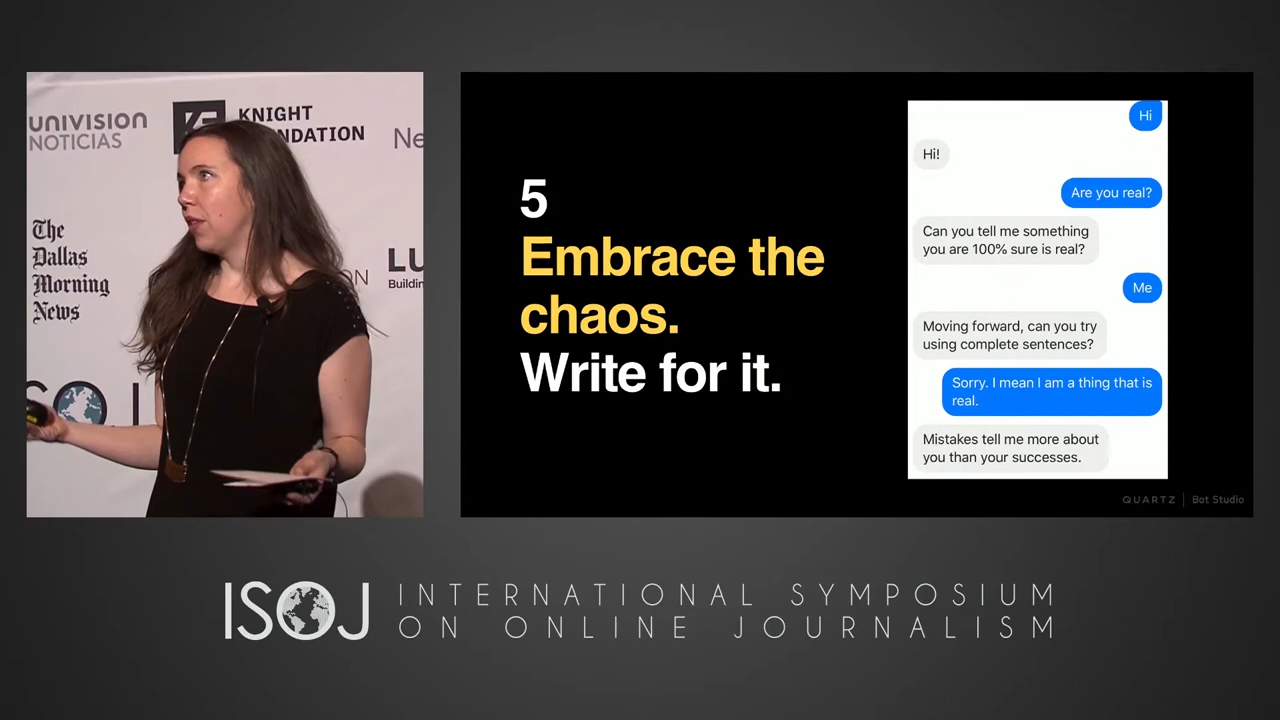 UNIVISION
NOTICIAS
KNIGHT
FOUNDATION
The
Dallas
Morning
News
LU
Building
5
Embrace the
chaos.
Write for it.
Hi
Hi!
Are you real?
Can you tell me something
you are 100% sure is real?
Me
Moving forward, can you try
using complete sentences?
Sorry. I mean I am a thing that is
real.
Mistakes tell me more about
you than your successes.
QUARTZ | Bot Studio
ISOJ
INTERNATIONAL SYMPOSIUM
ON ONLINE JOURNALISM